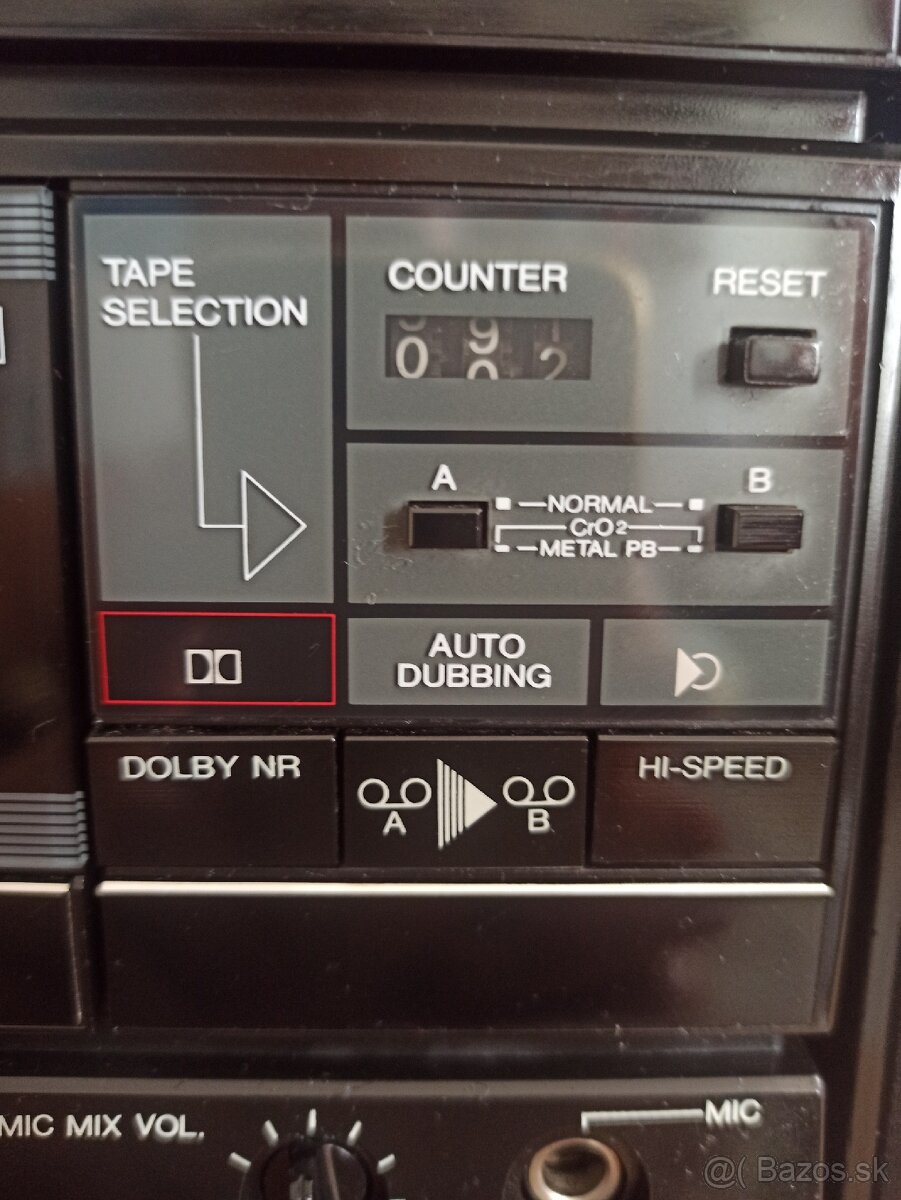 TAPE
SELECTION
COUNTER
RESET
0 9 2
A
B
NORMAL
CrO2
METAL PB
AUTO
DUBBING
DOLBY NR
A
B
HI-SPEED
MIC MIX VOL.
MIC
@( Bazos.sk